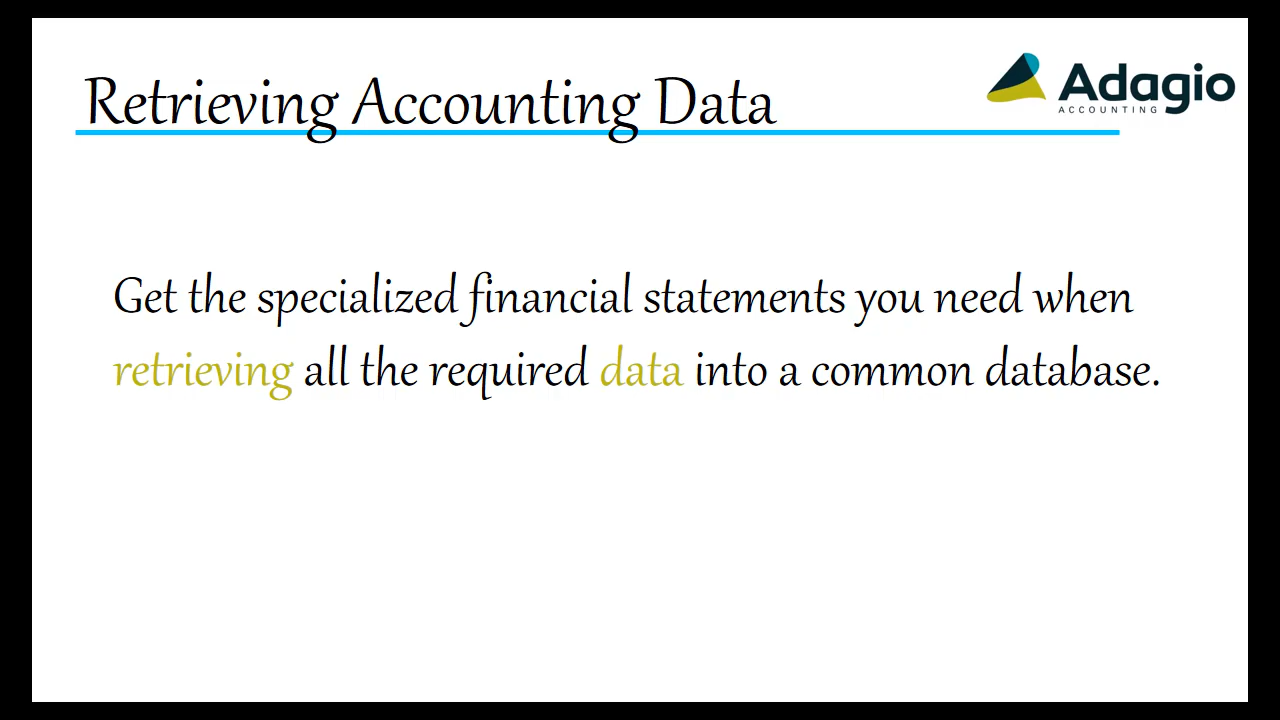 Retrieving Accounting Data
Adagio
ACCOUNTING
Get the specialized financial statements you need when
retrieving all the required data into a common database.